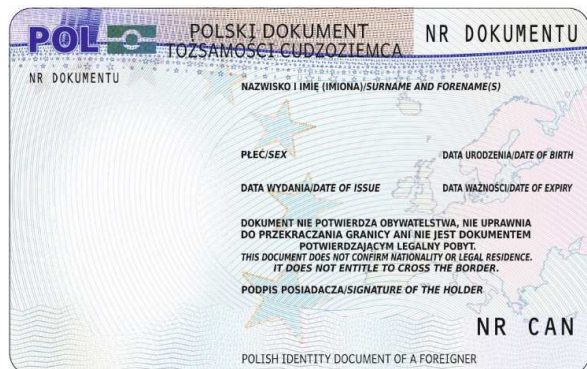 POL
POLSKI DOKUMENT
TOŻSAMOŚCI CUDZOZIEMCA
NR DOKUMENTU
NR DOKUMENTU
NAZWISKO I IMIĘ (IMIONA)/SURNAME AND FORENAME(S)
PŁEĆ/SEX DATA URODZENIA/DATE OF BIRTH
DATA WYDANIA/DATE OF ISSUE DATA WAŻNOŚCI/DATE OF EXPIRY
DOKUMENT NIE POTWIERDZA OBYWATELSTWA, NIE UPRAWNIA
DO PRZEKRACZANIA GRANICY ANI NIE JEST DOKUMENTEM
POTWIERDZAJĄCYM LEGALNY POBYT.
THIS DOCUMENT DOES NOT CONFIRM NATIONALITY OR LEGAL RESIDENCE.
IT DOES NOT ENTITLE TO CROSS THE BORDER.
PODPIS POSIADACZA/SIGNATURE OF THE HOLDER
NR CAN
POLISH IDENTITY DOCUMENT OF A FOREIGNER